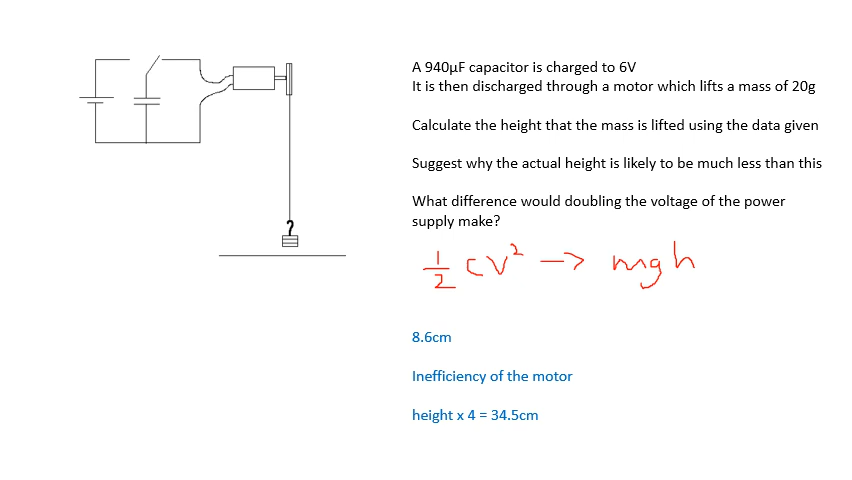 A 940µF capacitor is charged to 6V
It is then discharged through a motor which lifts a mass of 20g
Calculate the height that the mass is lifted using the data given
Suggest why the actual height is likely to be much less than this
What difference would doubling the voltage of the power
supply make?
½ CV² → mgh
8.6cm
Inefficiency of the motor
height x 4 = 34.5cm